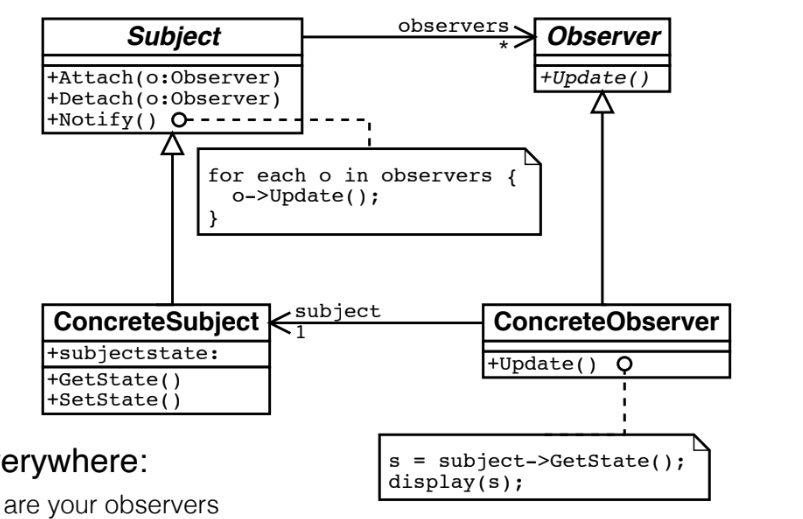 Subject
observers
*
Observer
+Attach(o:Observer)
+Detach(o:Observer)
+Notify()
+Update()
for each o in observers {
o->Update();
}
ConcreteSubject
+subjectstate:
+GetState()
+SetState()
subject
1
ConcreteObserver
+Update()
s = subject->GetState();
display(s);
erywhere:
are your observers